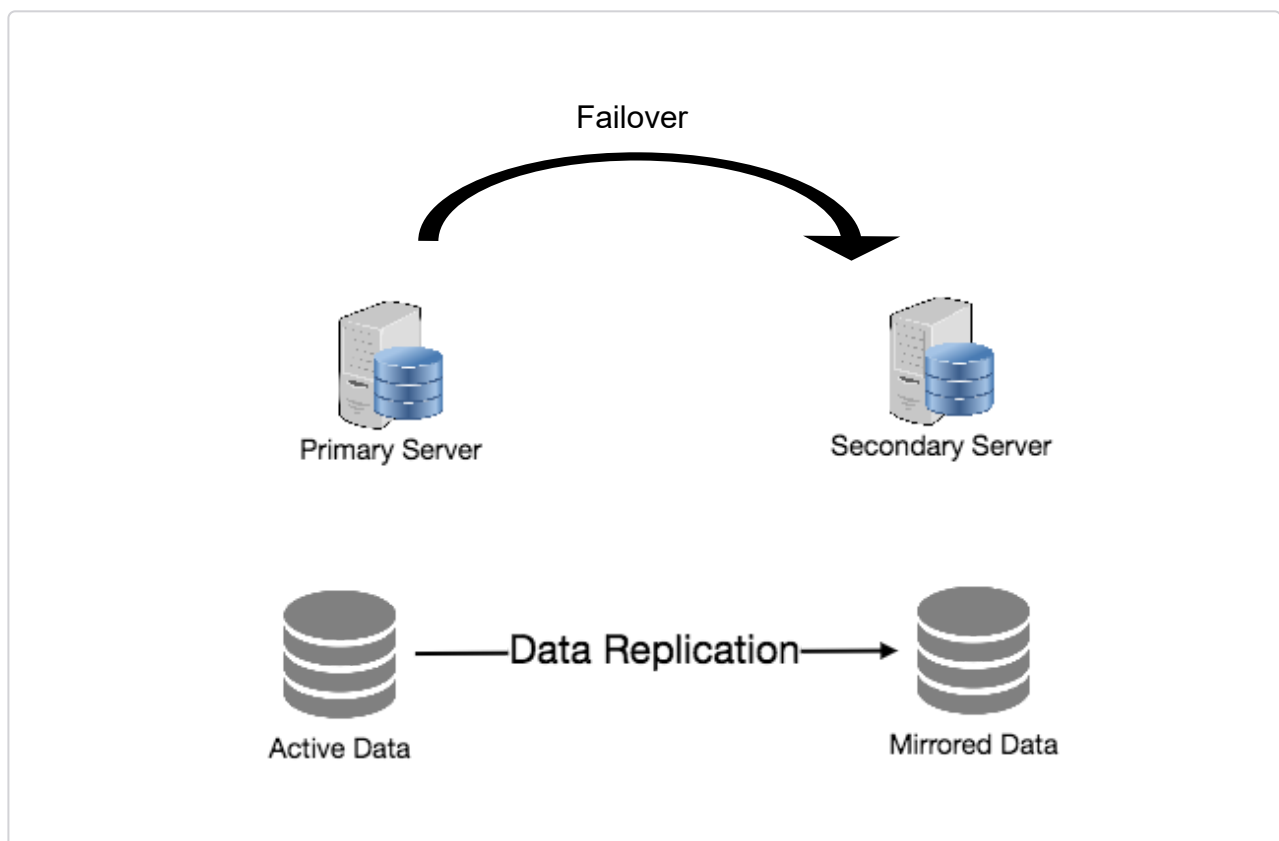 Failover
Primary Server
Secondary Server
Data Replication
Active Data
Mirrored Data